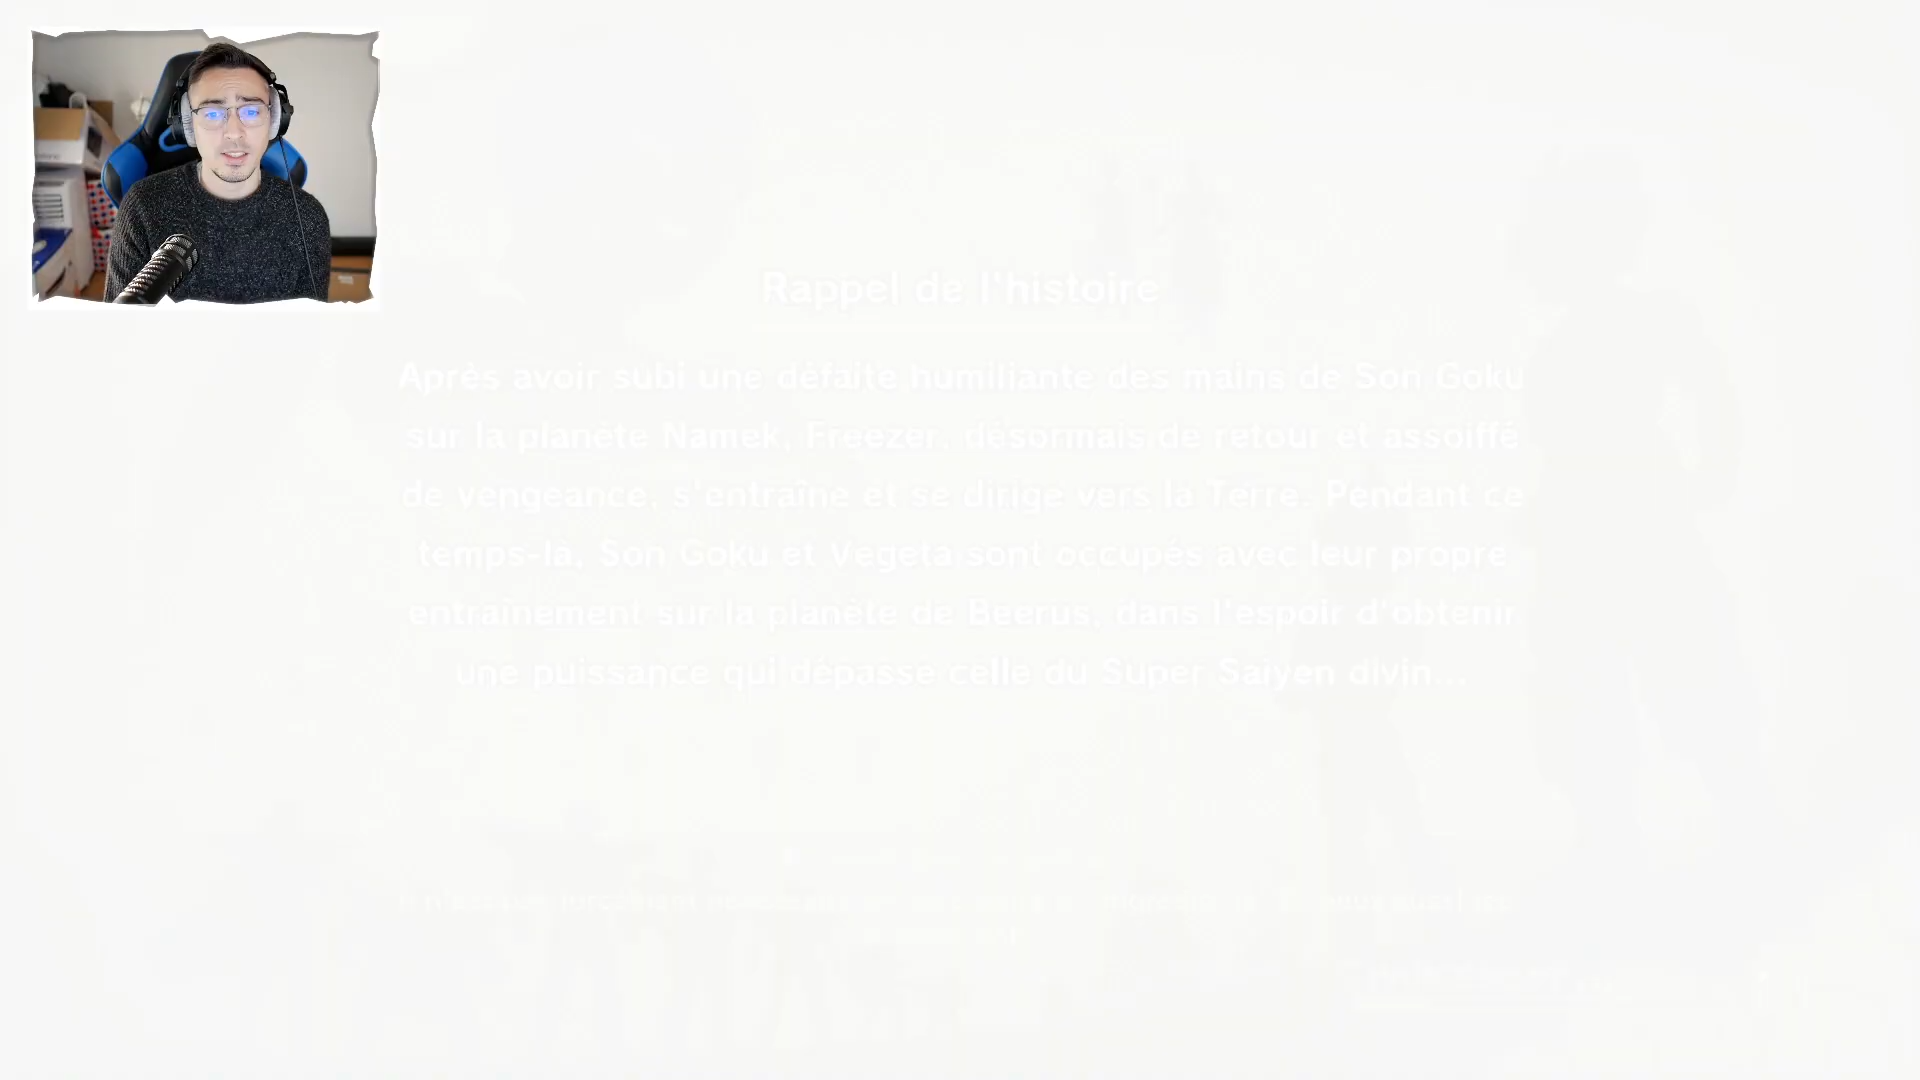 Rappel de l'histoire
Après avoir subi une défaite humiliante des mains de Son Goku
sur la planète Namek, Freezer, désormais de retour et assoiffé
de vengeance, s'entraîne et se dirige vers la Terre. Pendant ce
temps-là, Son Goku et Vegeta sont occupés avec leur propre
entraînement sur la planète de Beerus, dans l'espoir d'obtenir
une puissance qui dépasse celle du Super Saiyen divin...